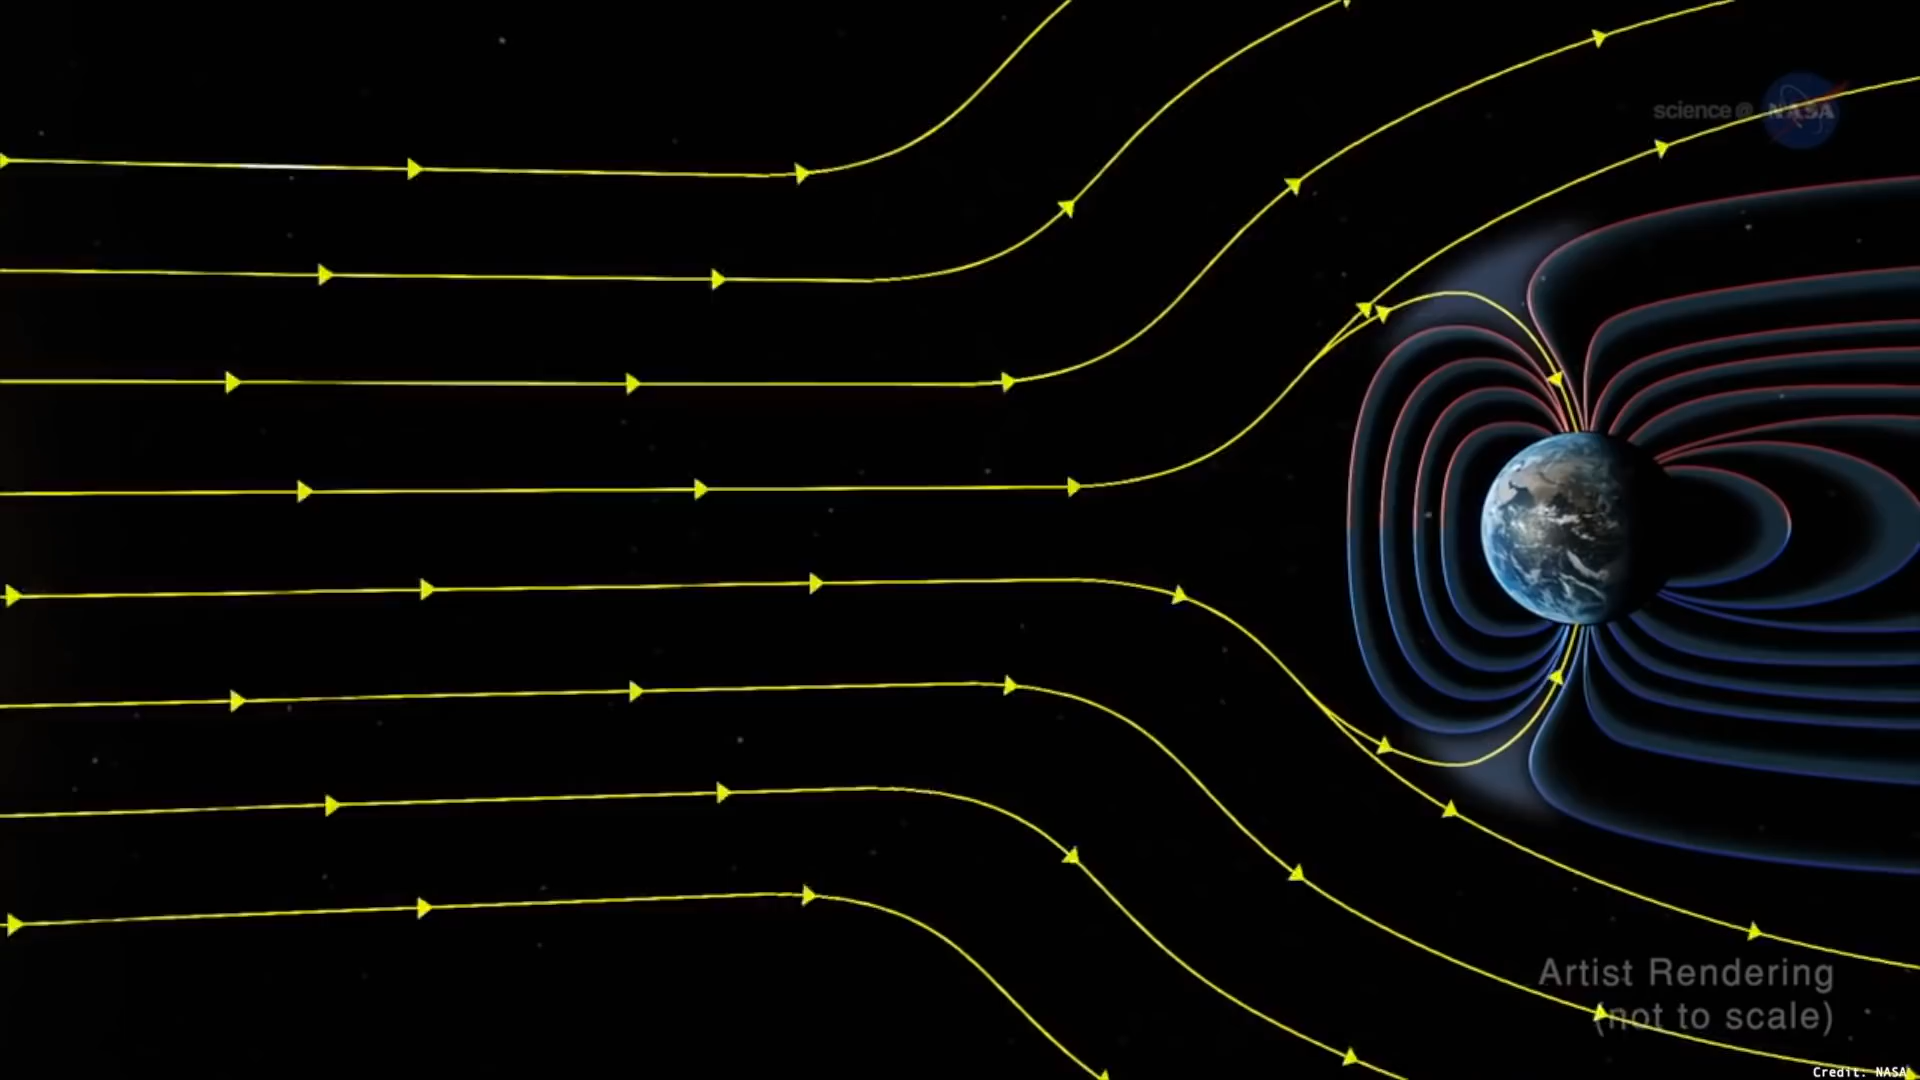 science@ NASA
Artist Rendering
(not to scale)
Credit: NASA